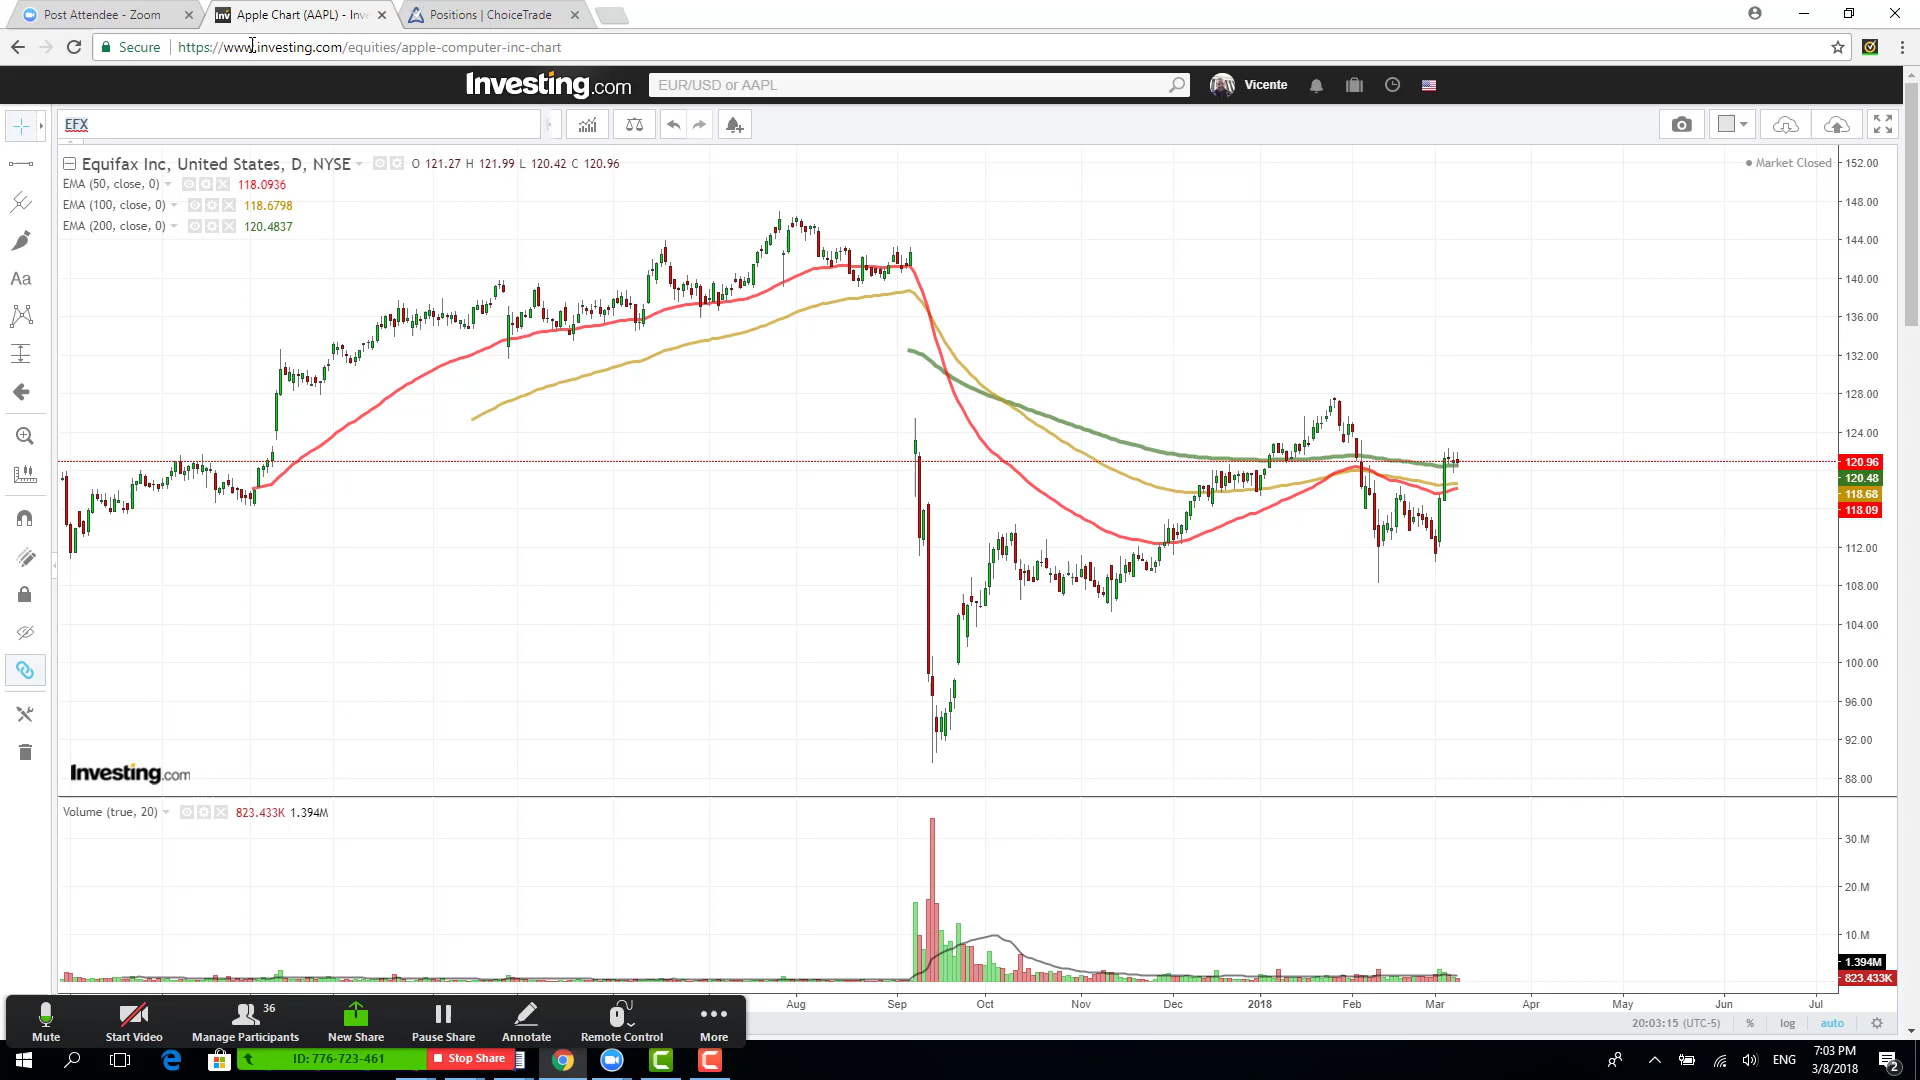 Post Attendee - Zoom
Apple Chart (AAPL) - Inv
Positions | ChoiceTrade
Secure
https://www.investing.com/equities/apple-computer-inc-chart
Investing.com
EUR/USD or AAPL
Vicente
EFX
Equifax Inc, United States, D, NYSE
O 121.27 H 121.99 L 120.42 C 120.96
Market Closed
EMA (50, close, 0)
118.0936
EMA (100, close, 0)
118.6798
EMA (200, close, 0)
120.4837
Aa
152.00
148.00
144.00
140.00
136.00
132.00
128.00
124.00
120.96
120.48
118.68
118.09
112.00
108.00
104.00
100.00
96.00
92.00
88.00
Investing.com
Volume (true, 20)
823.433K 1.394M
30.M
20.M
10.M
1.394M
823.433K
Aug
Sep
Oct
Nov
Dec
2018
Feb
Mar
Apr
May
Jun
Jul
20:03:15 (UTC-5)
%
log
auto
36
Mute
Start Video
Manage Participants
New Share
Pause Share
Annotate
Remote Control
More
ID: 776-723-461
Stop Share
ENG
7:03 PM
3/8/2018
2